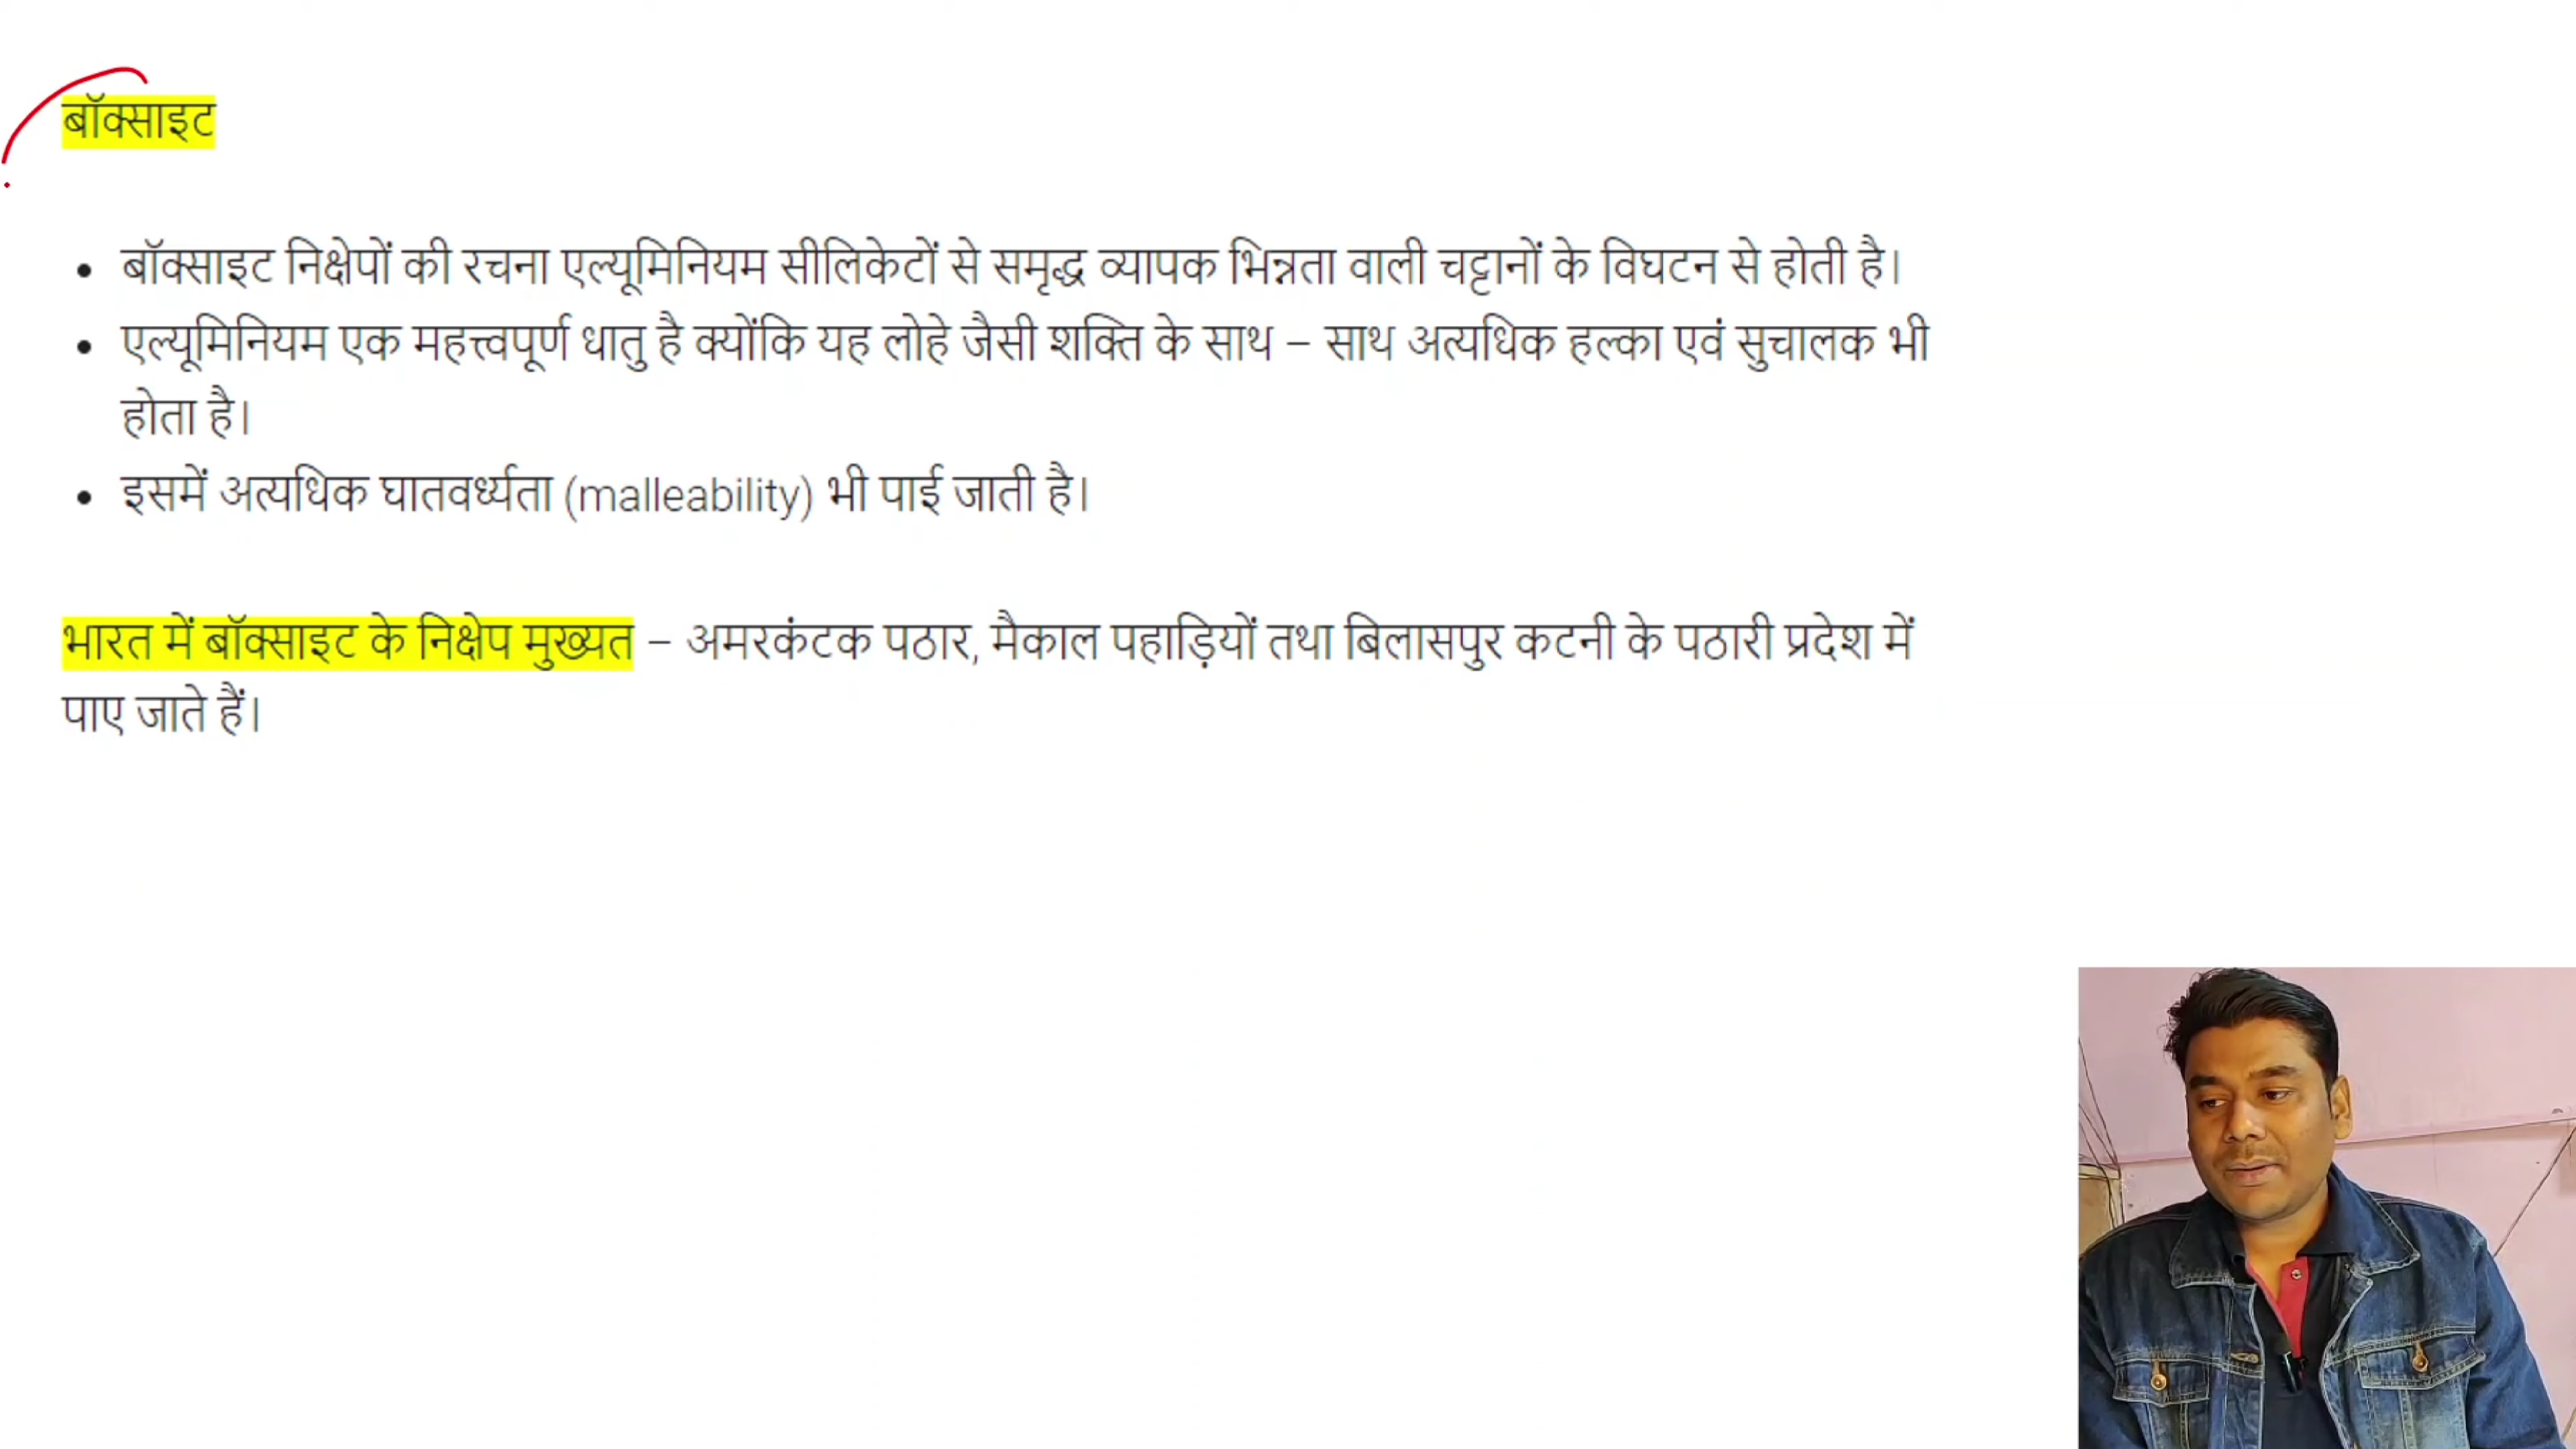 बॉक्साइट
• बॉक्साइट निक्षेपों की रचना एल्यूमिनियम सीलिकेटों से समृद्ध व्यापक भिन्नता वाली चट्टानों के विघटन से होती है।
• एल्यूमिनियम एक महत्त्वपूर्ण धातु है क्योंकि यह लोहे जैसी शक्ति के साथ – साथ अत्यधिक हल्का एवं सुचालक भी
होता है।
• इसमें अत्यधिक घातवर्ध्यता (malleability) भी पाई जाती है।
भारत में बॉक्साइट के निक्षेप मुख्यत – अमरकंटक पठार, मैकाल पहाड़ियों तथा बिलासपुर कटनी के पठारी प्रदेश में
पाए जाते हैं।